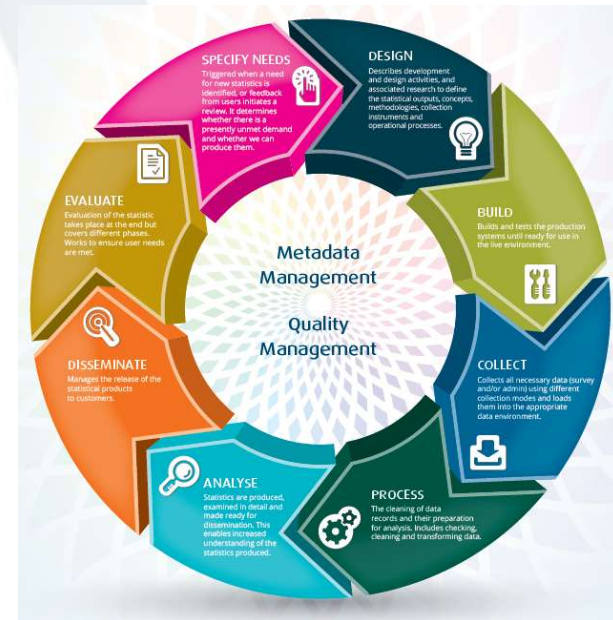 SPECIFY NEEDS
Triggered when a need
for new statistics is
identified, or feedback
from users initiates a
review. It determines
whether there is a
presently unmet demand
and whether we can
produce them.
DESIGN
Describes development
and design activities, and
associated research to define
the statistical outputs, concepts,
methodologies, collection
instruments and
operational processes.
BUILD
Builds and tests the production
systems until ready for use in
the live environment.
COLLECT
Collects all necessary data (survey
and/or admin) using different
collection modes and loads
them into the appropriate
data environment.
PROCESS
The cleaning of data
records and their preparation
for analysis. Includes checking,
cleaning and transforming data.
ANALYSE
Statistics are produced,
examined in detail and
made ready for
dissemination. This
enables increased
understanding of the
statistics produced.
DISSEMINATE
Manages the release of the
statistical products
to customers.
EVALUATE
Evaluation of the statistic
takes place at the end but
covers different phases.
Works to ensure user needs
are met.
Metadata
Management
Quality
Management